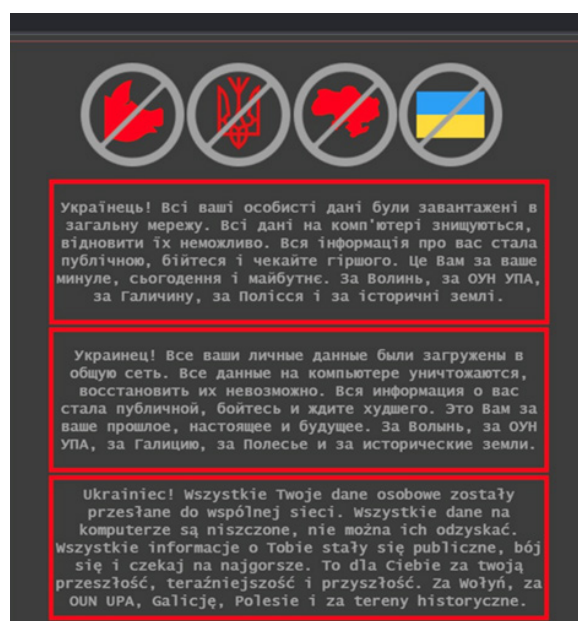 Українець! Всі ваші особисті дані були завантажені в
загальну мережу. Всі дані на комп'ютері знищуються,
відновити їх неможливо. Вся інформація про вас стала
публічною, бійтеся і чекайте гіршого. Це Вам за ваше
минуле, сьогодення і майбутнє. За Волинь, за ОУН УПА,
за Галичину, за Полісся і за історичні землі.
Украинец! Все ваши личные данные были загружены в
общую сеть. Все данные на компьютере уничтожаются,
восстановить их невозможно. Вся информация о вас
стала публичной, бойтесь и ждите худшего. Это Вам за
ваше прошлое, настоящее и будущее. За Волынь, за ОУН
УПА, за Галицию, за Полесье и за исторические земли.
Ukrainiec! Wszystkie Twoje dane osobowe zostały
przesłane do wspólnej sieci. Wszystkie dane na
komputerze są niszczone, nie można ich odzyskać.
Wszystkie informacje o Tobie stały się publiczne, bój
się i czekaj na najgorsze. To dla Ciebie za twoją
przeszłość, teraźniejszość i przyszłość. Za Wołyń, za
OUN UPA, Galicję, Polesie i za tereny historyczne.